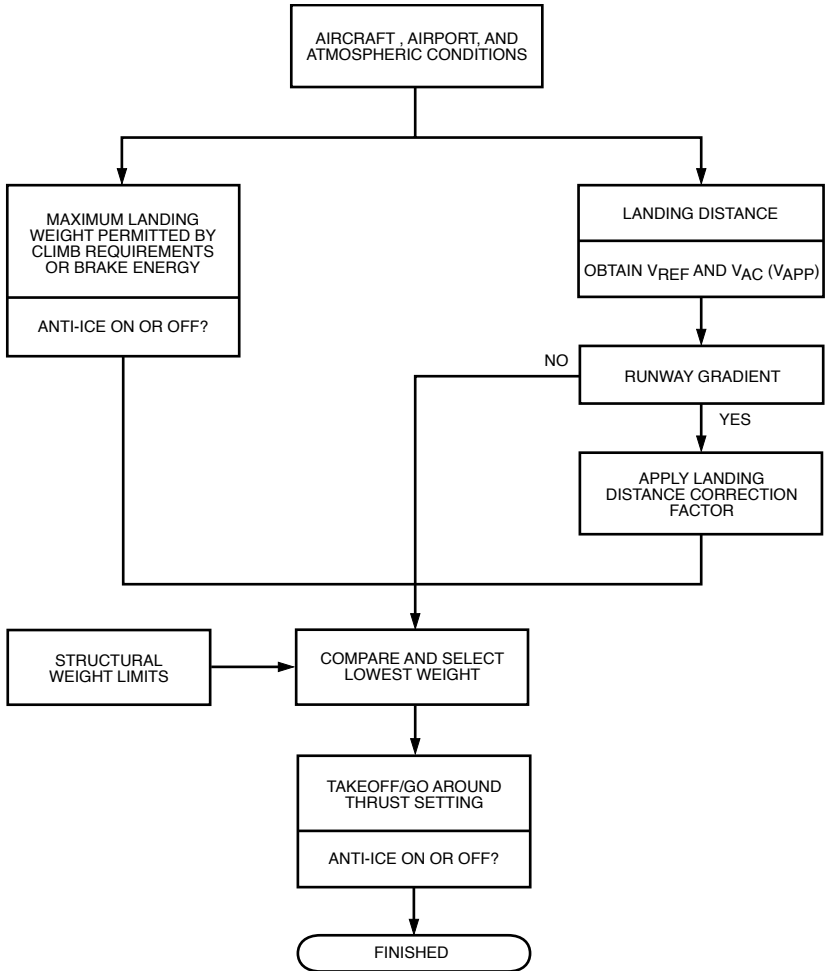 AIRCRAFT , AIRPORT, AND
ATMOSPHERIC CONDITIONS
MAXIMUM LANDING
WEIGHT PERMITTED BY
CLIMB REQUIREMENTS
OR BRAKE ENERGY
ANTI-ICE ON OR OFF?
LANDING DISTANCE
OBTAIN VREF AND VAC (VAPP)
NO
RUNWAY GRADIENT
YES
APPLY LANDING
DISTANCE CORRECTION
FACTOR
STRUCTURAL
WEIGHT LIMITS
COMPARE AND SELECT
LOWEST WEIGHT
TAKEOFF/GO AROUND
THRUST SETTING
ANTI-ICE ON OR OFF?
FINISHED